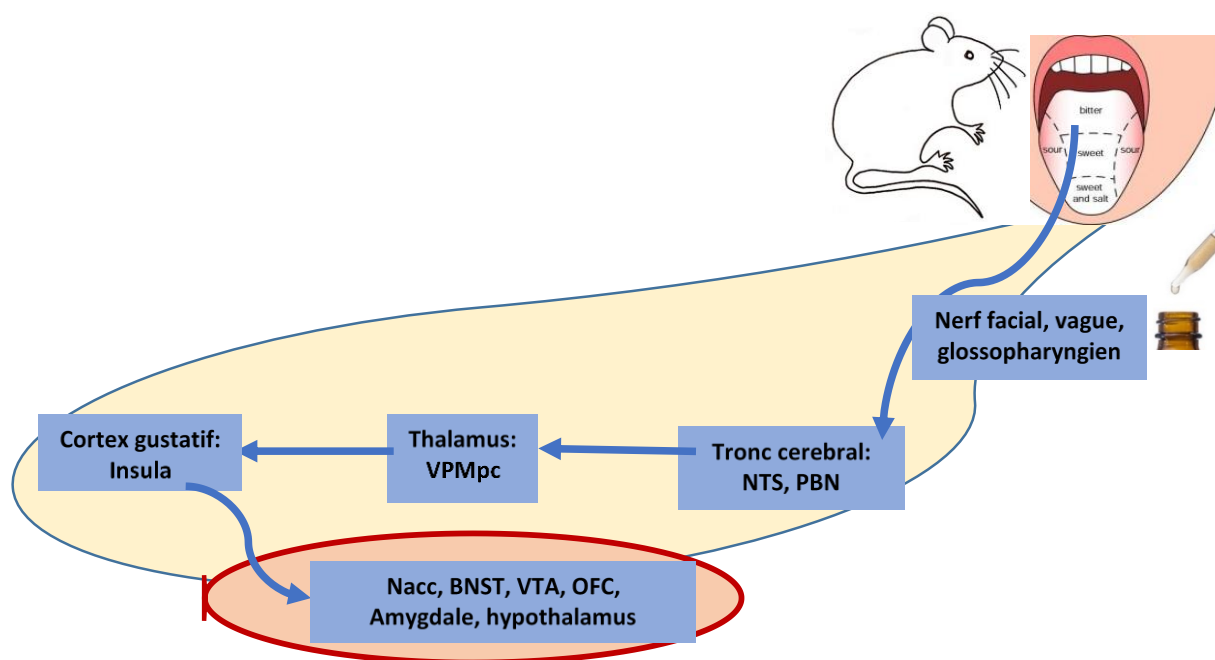 bitter
sour
sweet
sour
sweet
and salt
Nerf facial, vague,
glossopharyngien
Cortex gustatif:
Insula
Thalamus:
VPMpc
Tronc cerebral:
NTS, PBN
Nacc, BNST, VTA, OFC,
Amygdale, hypothalamus